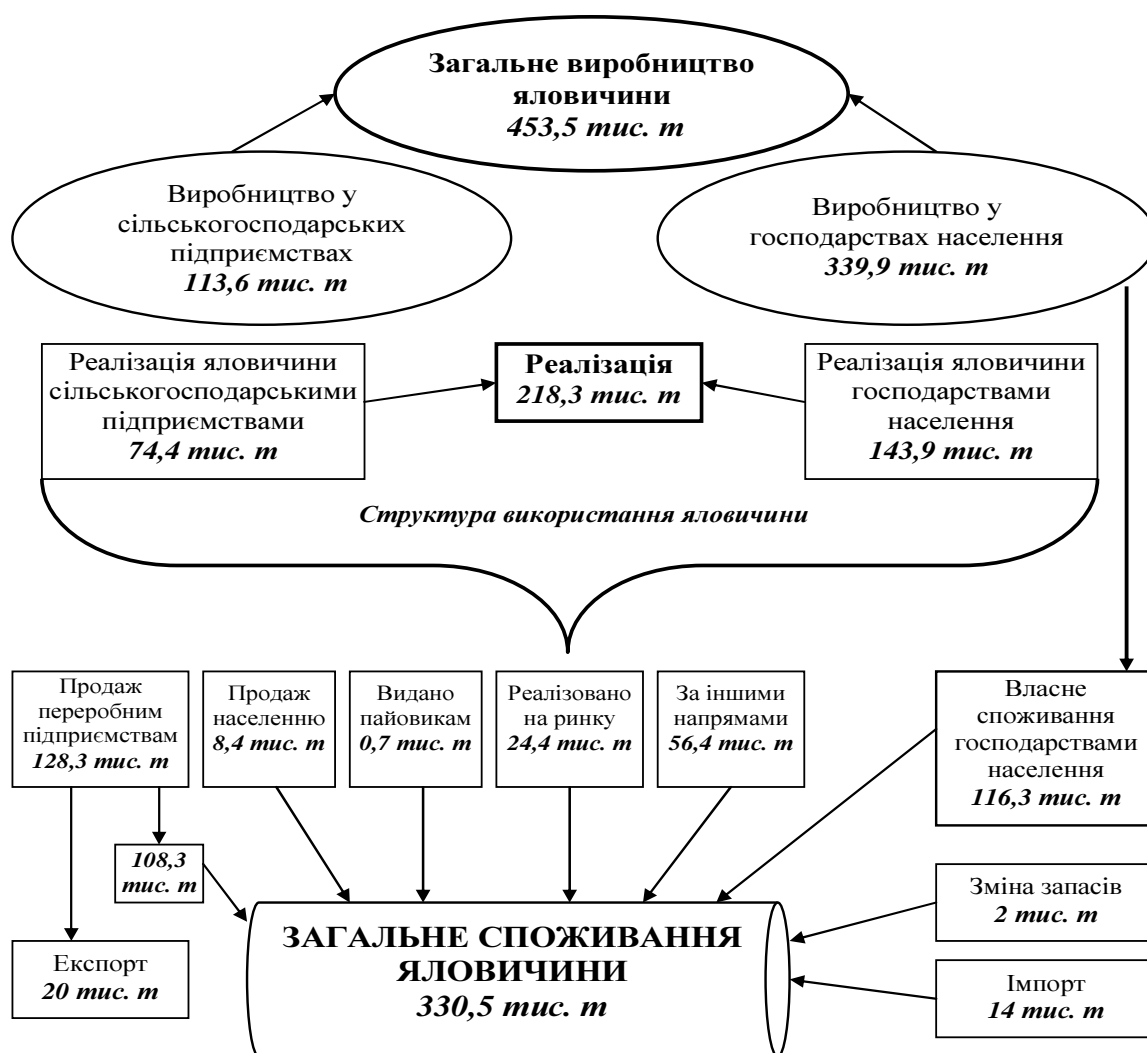 Загальне виробництво
яловичини
453,5 тис. т
Виробництво у
сільськогосподарських
підприємствах
113,6 тис. т
Виробництво у
господарствах населення
339,9 тис. т
Реалізація яловичини
сільськогосподарськими
підприємствами
74,4 тис. т
Реалізація
218,3 тис. т
Реалізація яловичини
господарствами
населення
143,9 тис. т
Структура використання яловичини
Продаж
переробним
підприємствам
128,3 тис. т
Продаж
населенню
8,4 тис. т
Видано
пайовикам
0,7 тис. т
Реалізовано
на ринку
24,4 тис. т
За іншими
напрямами
56,4 тис. т
Власне
споживання
господарствами
населення
116,3 тис. т
108,3
тис. т
Експорт
20 тис. т
ЗАГАЛЬНЕ СПОЖИВАННЯ
ЯЛОВИЧИНИ
330,5 тис. т
Зміна запасів
2 тис. т
Імпорт
14 тис. т